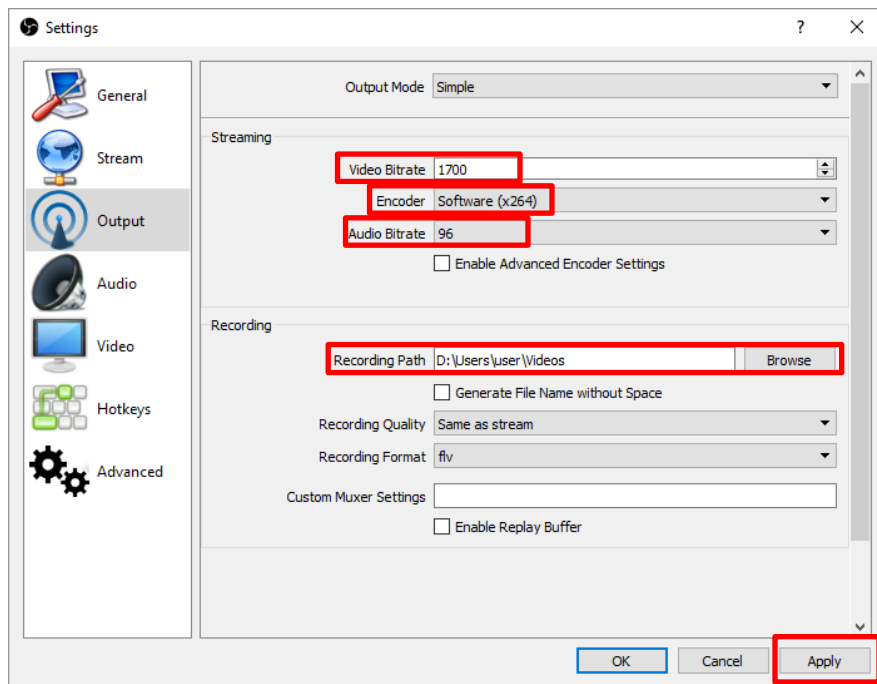 Settings
?
General
Stream
Output
Audio
Video
Hotkeys
Advanced
Output Mode Simple
Streaming
Video Bitrate 1700
Encoder Software (x264)
Audio Bitrate 96
Enable Advanced Encoder Settings
Recording
Recording Path D:\Users\user\Videos Browse
Generate File Name without Space
Recording Quality Same as stream
Recording Format flv
Custom Muxer Settings
Enable Replay Buffer
OK Cancel Apply